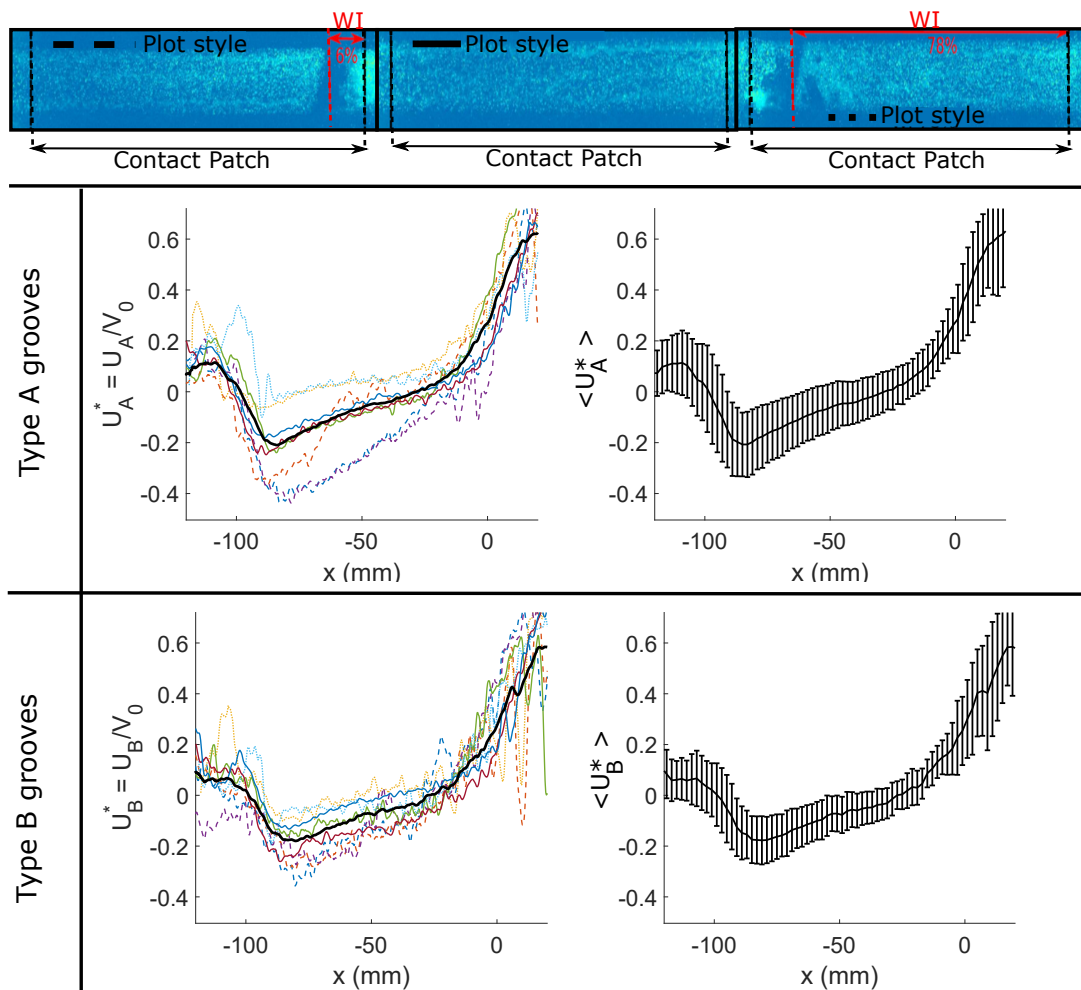 WI
6%
Plot style
Plot style
WI
78%
Plot style
Contact Patch
Contact Patch
Contact Patch
Type A grooves
U*A = UA/V0
0.6
0.4
0.2
0
-0.2
-0.4
-100
-50
0
x (mm)
<U*A>
0.6
0.4
0.2
0
-0.2
-0.4
-100
-50
0
x (mm)
Type B grooves
U*B = UB/V0
0.6
0.4
0.2
0
-0.2
-0.4
-100
-50
0
x (mm)
<U*B>
0.6
0.4
0.2
0
-0.2
-0.4
-100
-50
0
x (mm)